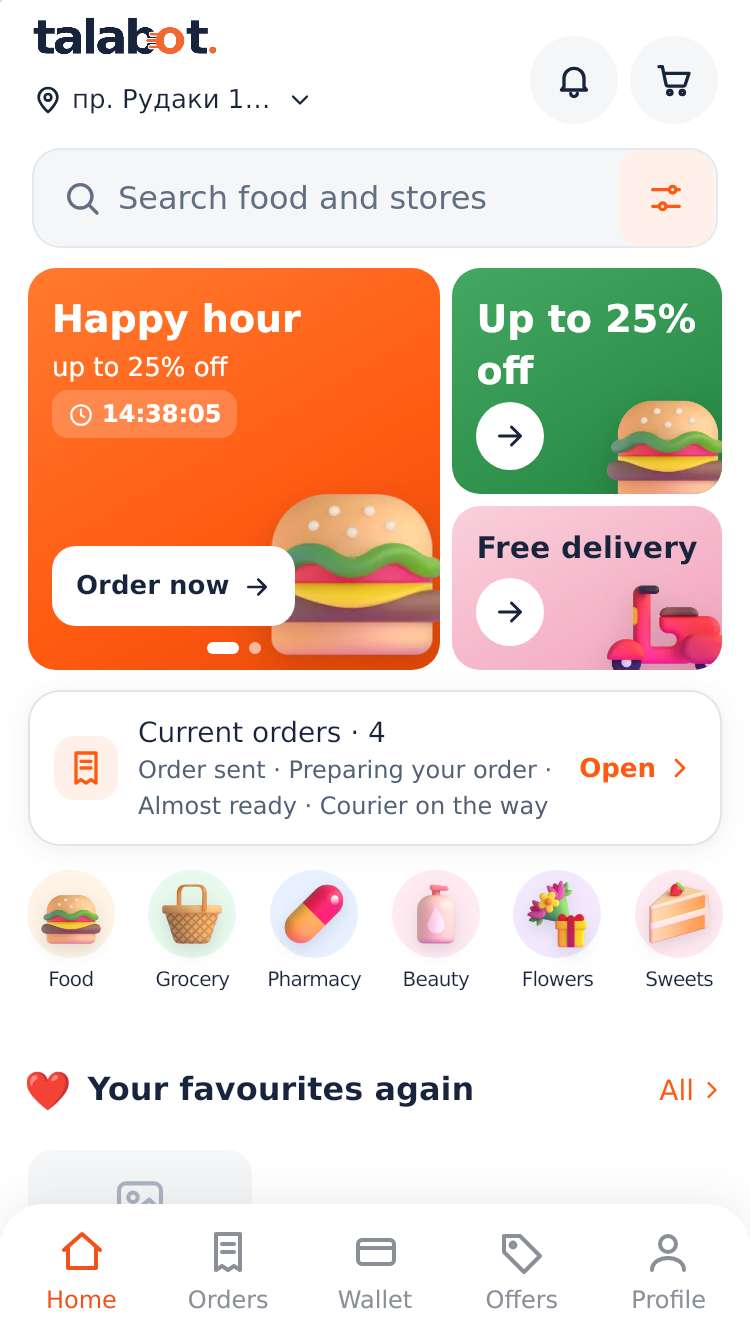 talabot.
пр. Рудаки 1...
Search food and stores
Happy hour
up to 25% off
14:38:05
Order now
Up to 25%
off
Free delivery
Current orders · 4
Order sent · Preparing your order ·
Almost ready · Courier on the way
Open
Food
Grocery
Pharmacy
Beauty
Flowers
Sweets
Your favourites again
All
Home
Orders
Wallet
Offers
Profile